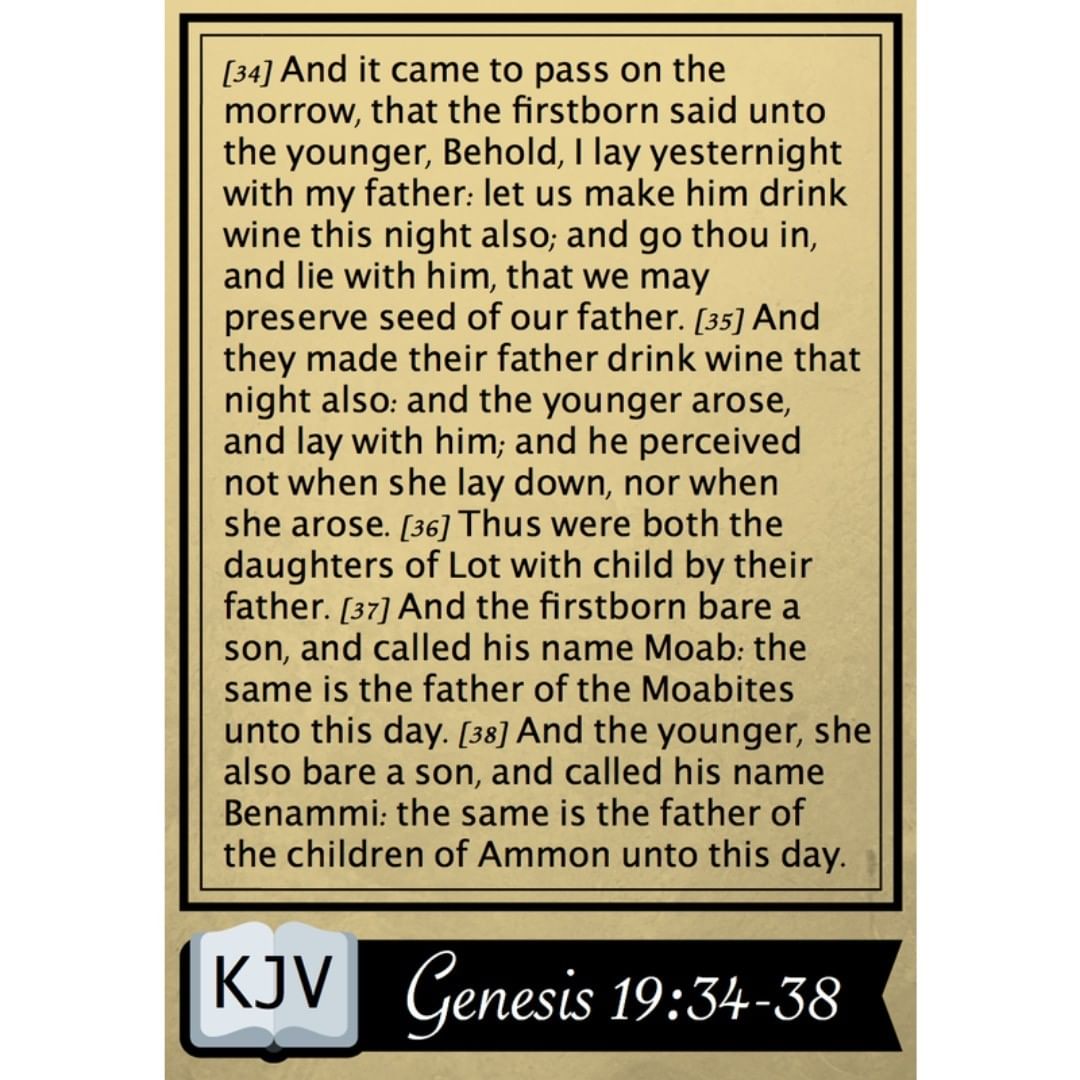 [34] And it came to pass on the
morrow, that the firstborn said unto
the younger, Behold, I lay yesternight
with my father: let us make him drink
wine this night also; and go thou in,
and lie with him, that we may
preserve seed of our father. [35] And
they made their father drink wine that
night also: and the younger arose,
and lay with him; and he perceived
not when she lay down, nor when
she arose. [36] Thus were both the
daughters of Lot with child by their
father. [37] And the firstborn bare a
son, and called his name Moab: the
same is the father of the Moabites
unto this day. [38] And the younger, she
also bare a son, and called his name
Benammi: the same is the father of
the children of Ammon unto this day.
KJV Genesis 19:34-38